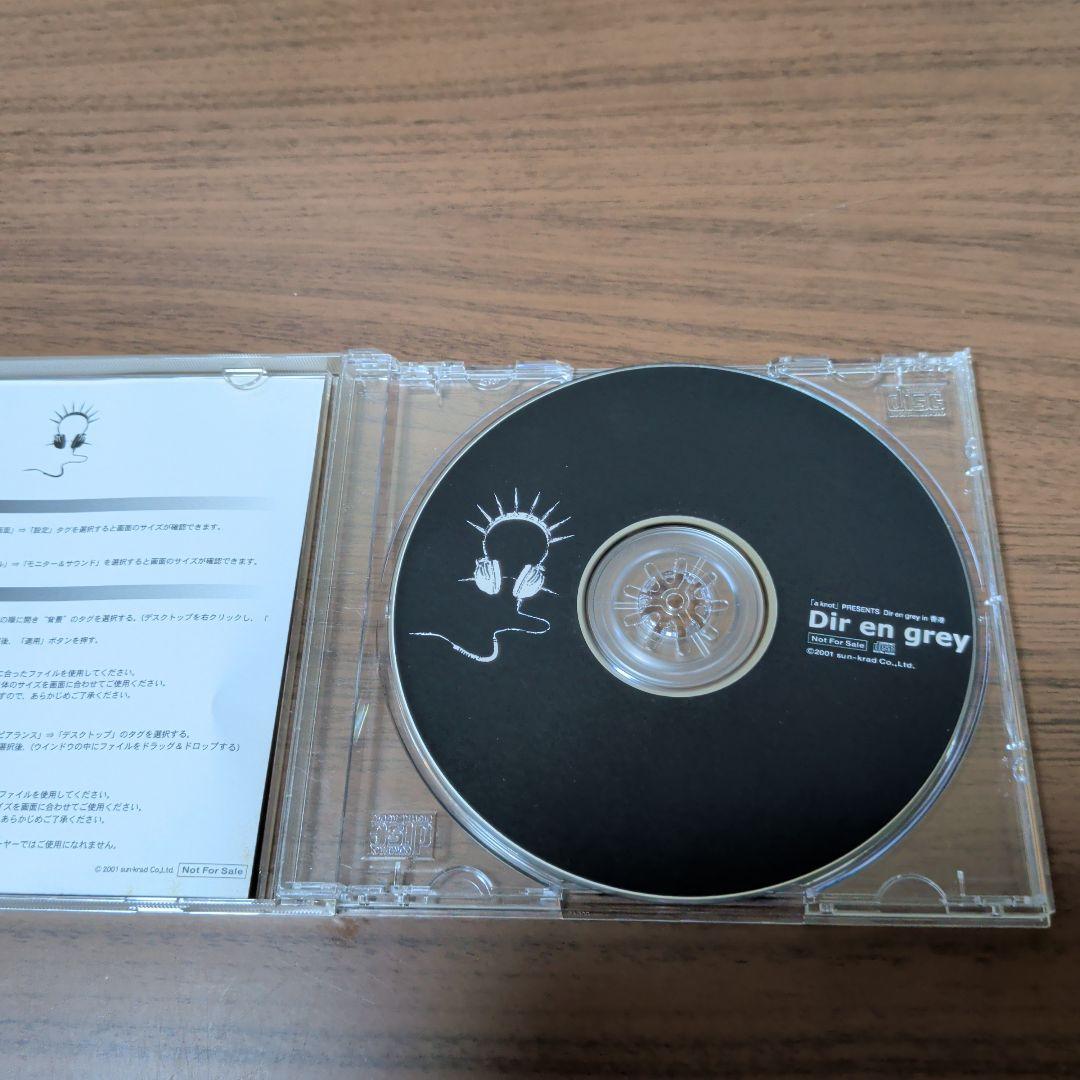 画面」⇒「設定」タグを選択すると画面のサイズが確認できます。
⇒「モニター＆サウンド」を選択すると画面のサイズが確認できます。
の欄に開き "背景" のタグを選択する。(デスクトップを右クリックし、「
後、「適用」ボタンを押す。
に合ったファイルを使用してください。
体のサイズを画面に合わせてご使用ください。
すので、あらかじめご了承ください。
ピアランス」⇒「デスクトップ」のタグを選択する。
選択後、(ウインドウの中にファイルをドラッグ＆ドロップする)
ファイルを使用してください。
イズを画面に合わせてご使用ください。
あらかじめご了承ください。
ーヤーではご使用になれません。
© 2001 sun-krad Co.,Ltd. Not For Sale
disc
「a knot」 PRESENTS Dir en grey in 香港
Dir en grey
Not For Sale disc
©2001 sun-krad Co.,Ltd.